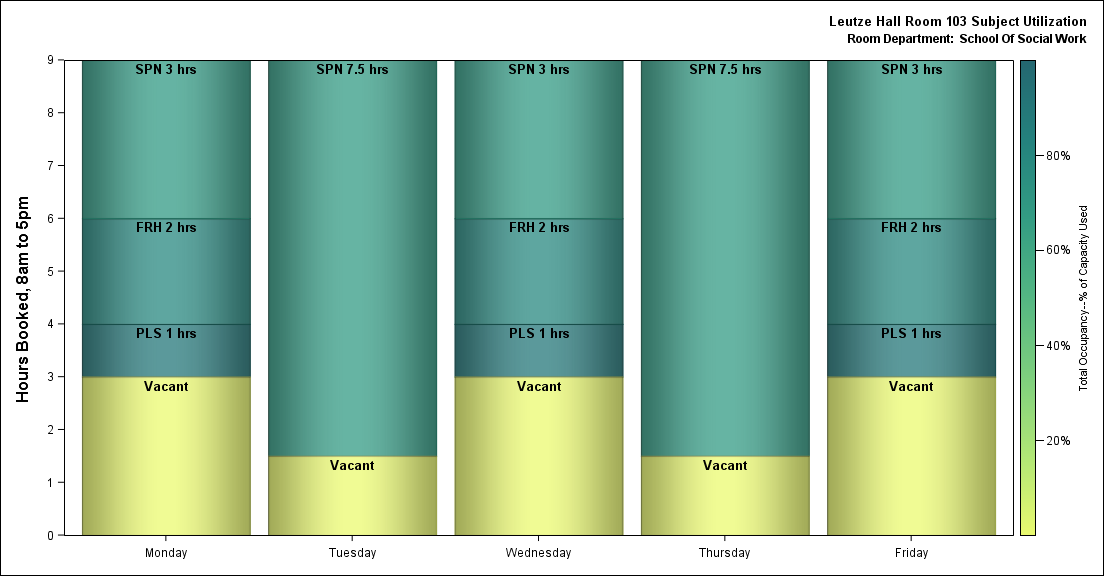 Leutze Hall Room 103 Subject Utilization
Room Department: School Of Social Work
Hours Booked, 8am to 5pm
9
8
7
6
5
4
3
2
1
0
SPN 3 hrs
FRH 2 hrs
PLS 1 hrs
Vacant
SPN 7.5 hrs
Vacant
SPN 3 hrs
FRH 2 hrs
PLS 1 hrs
Vacant
SPN 7.5 hrs
Vacant
SPN 3 hrs
FRH 2 hrs
PLS 1 hrs
Vacant
Monday
Tuesday
Wednesday
Thursday
Friday
80%
60%
40%
20%
Total Occupancy--% of Capacity Used